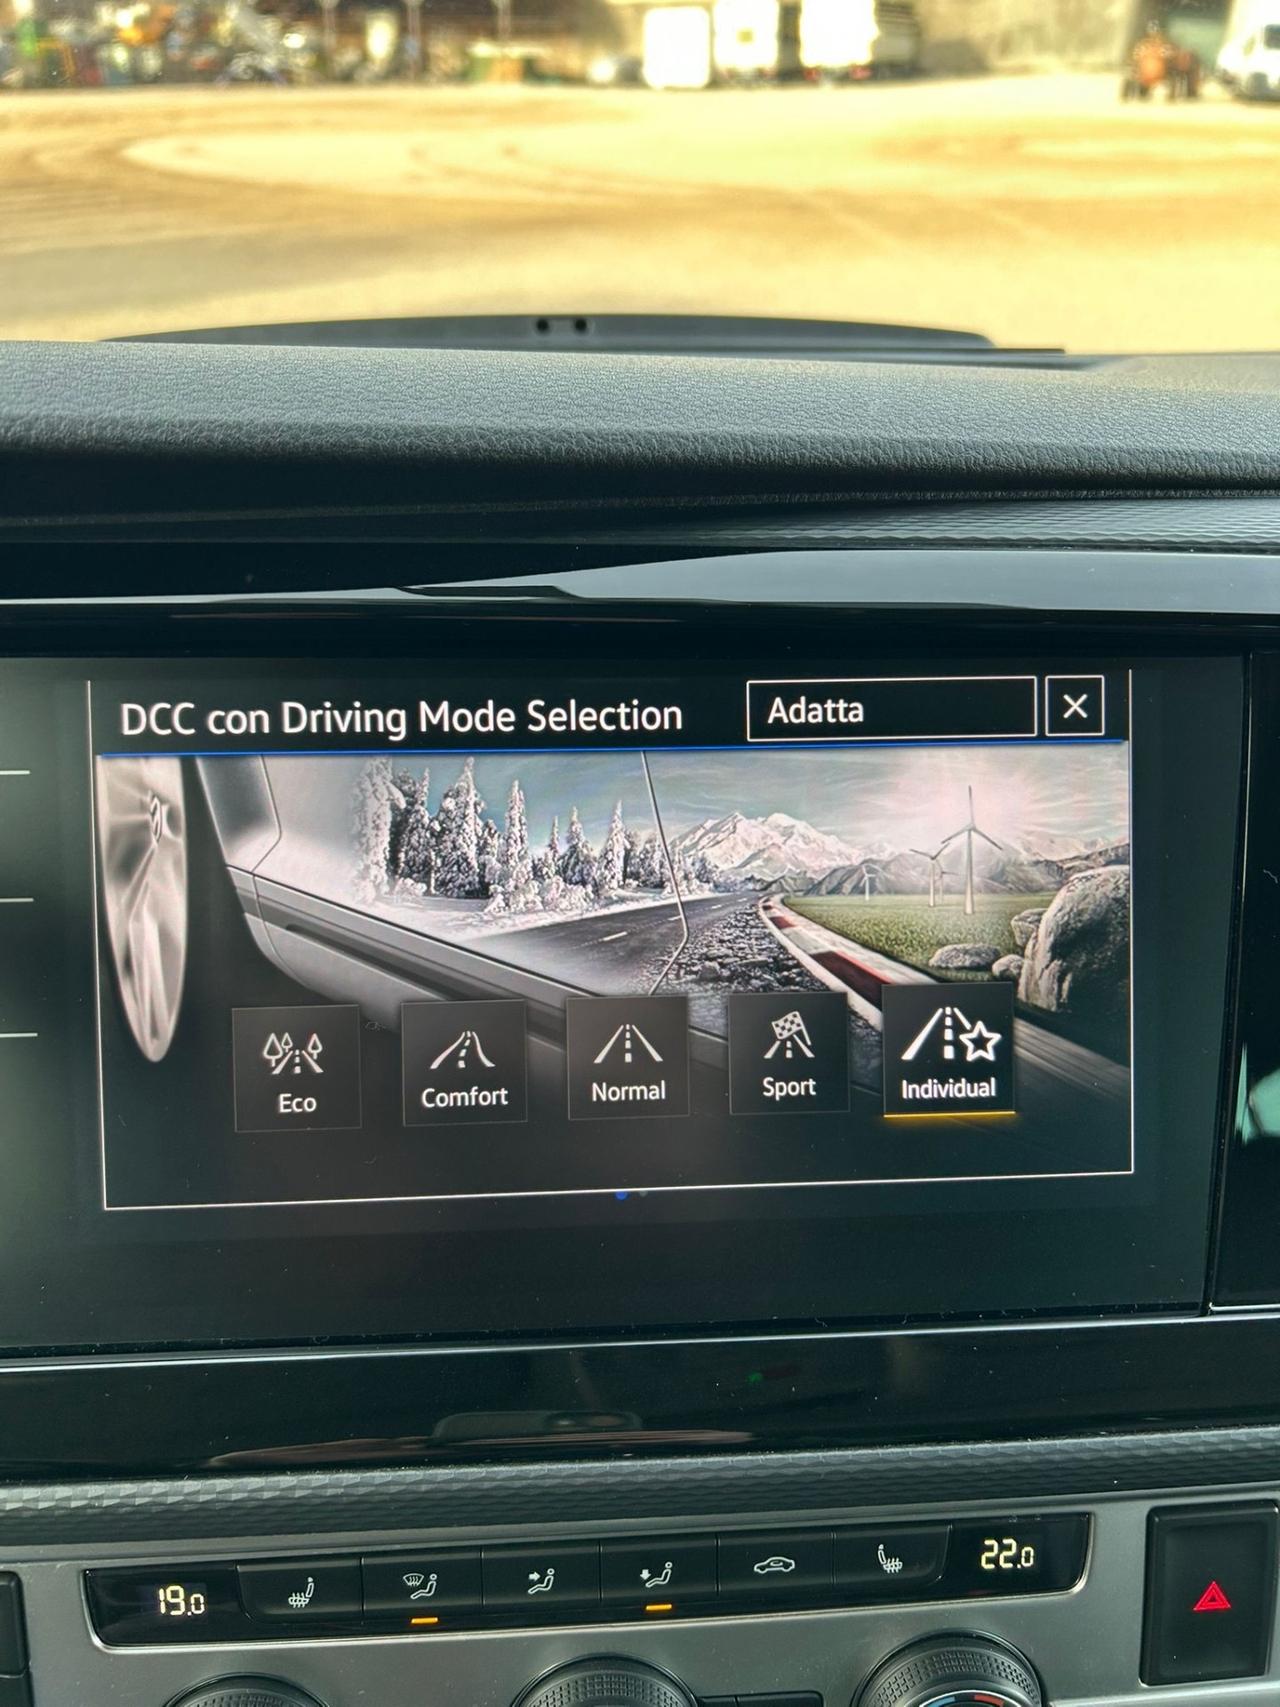 DCC con Driving Mode Selection
Adatta
Eco
Comfort
Normal
Sport
Individual
19.0
22.0